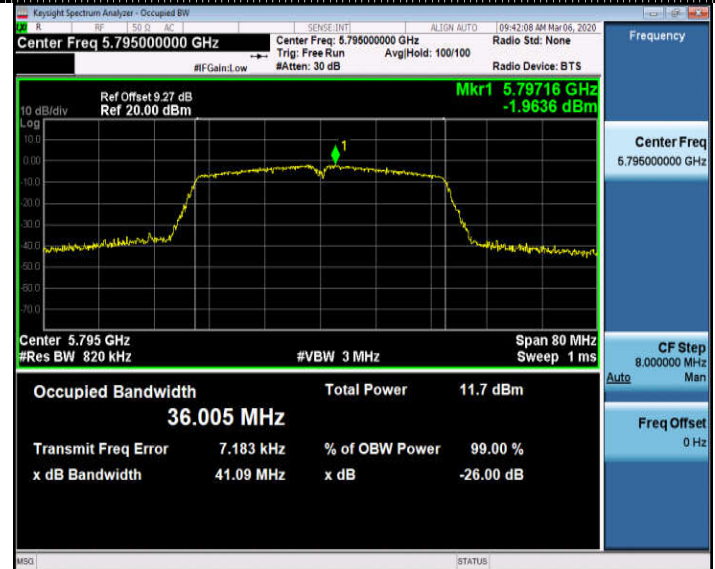 Keysight Spectrum Analyzer - Occupied BW
R RF 50 Ω AC SENSE:INT ALIGN AUTO 09:42:08 AM Mar 06, 2020
Center Freq 5.795000000 GHz
Center Freq: 5.795000000 GHz
Radio Std: None
Trig: Free Run Avg|Hold: 100/100
#IFGain:Low
#Atten: 30 dB
Radio Device: BTS
Ref Offset 9.27 dB
Mkr1 5.79716 GHz
10 dB/div Ref 20.00 dBm
-1.9636 dBm
Log
10.0
0.00
-10.0
-20.0
-30.0
-40.0
-50.0
-60.0
-70.0
1
Center 5.795 GHz
Span 80 MHz
#Res BW 820 kHz
#VBW 3 MHz
Sweep 1 ms
Occupied Bandwidth
36.005 MHz
Total Power 11.7 dBm
Transmit Freq Error 7.183 kHz
% of OBW Power 99.00 %
x dB Bandwidth 41.09 MHz
x dB -26.00 dB
Frequency
Center Freq
5.795000000 GHz
CF Step
8.000000 MHz
Auto Man
Freq Offset
0 Hz
MSG
STATUS